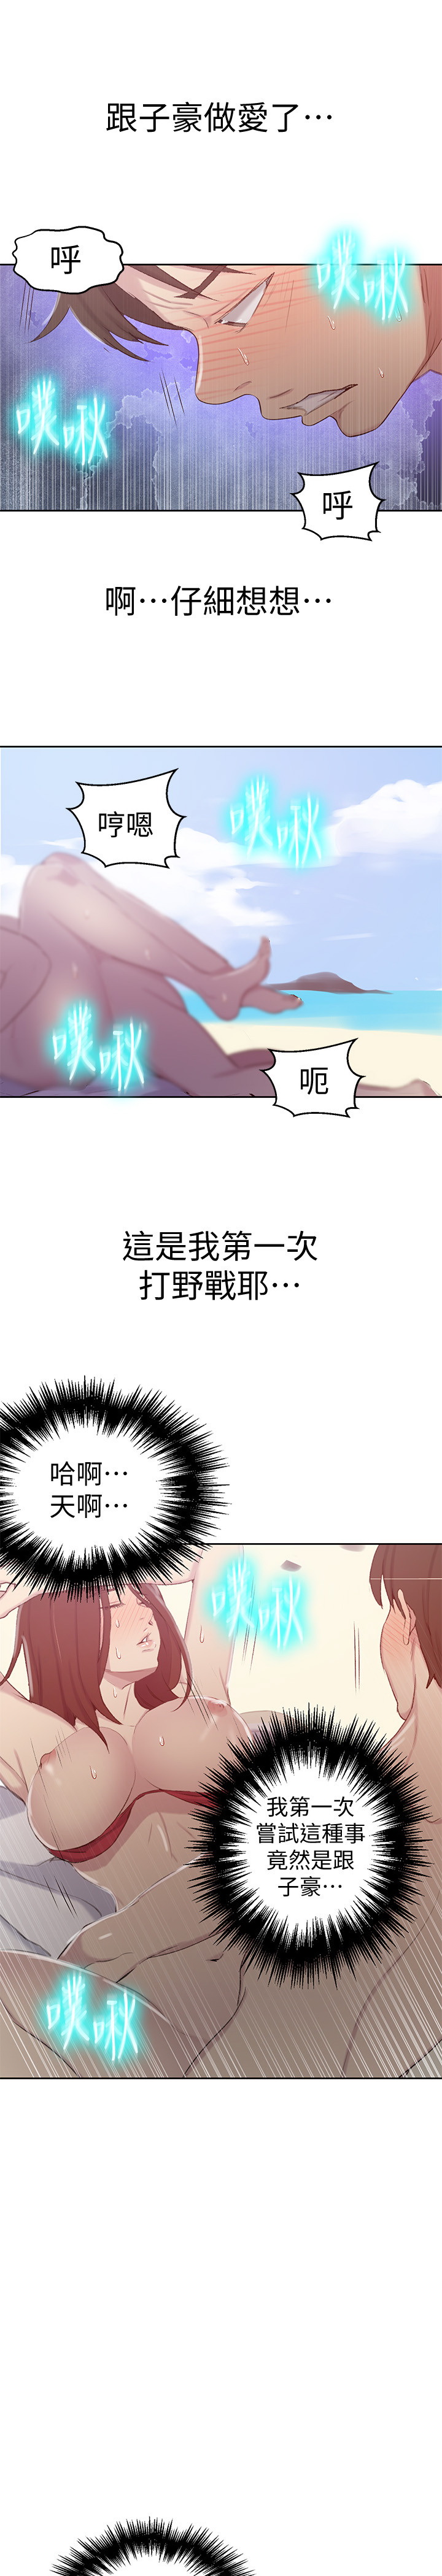 跟子豪做愛了⋯
呼
噗啾
噗啾
呼
啊⋯仔細想想⋯
哼嗯
噗啾
噗啾
呃
這是我第一次
打野戰耶⋯
哈啊⋯
天啊⋯
噗啾
我第一次
嘗試這種事
竟然是跟
子豪⋯
噗啾